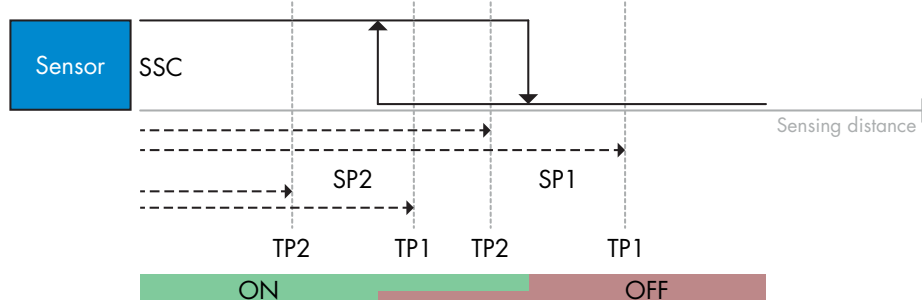 Sensor
SSC
Sensing distance
SP2 SP1
TP2 TP1 TP2 TP1
ON OFF